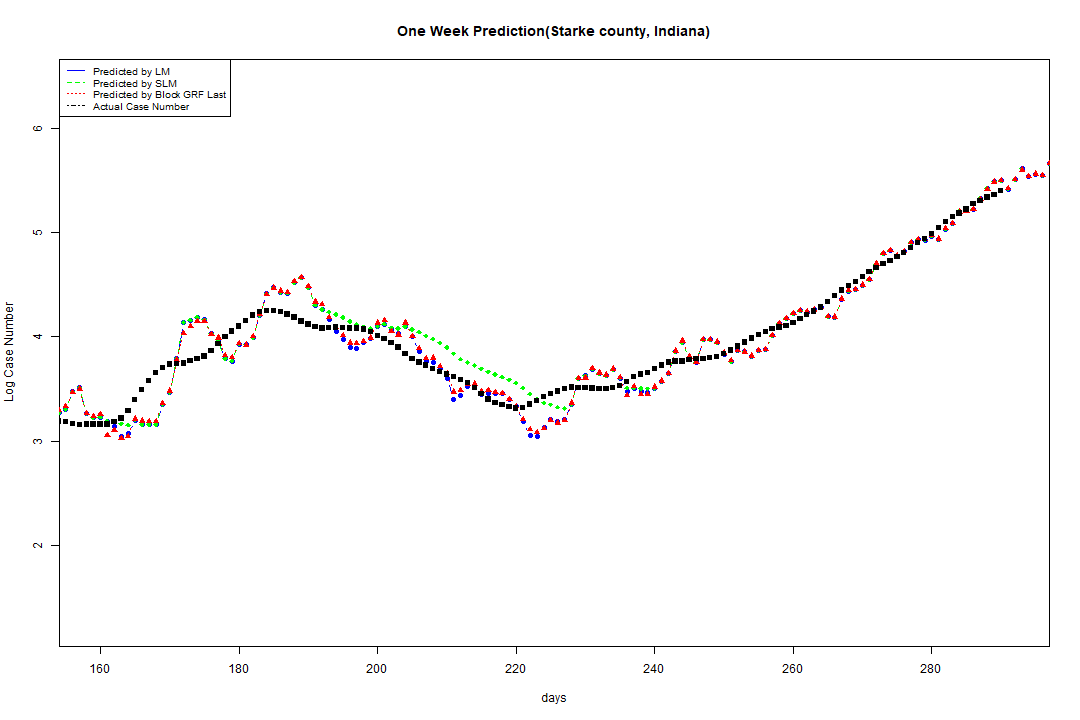 One Week Prediction(Starke county, Indiana)
Predicted by LM
Predicted by SLM
Predicted by Block GRF Last
Actual Case Number
Log Case Number
6
5
4
3
2
160 180 200 220 240 260 280
days